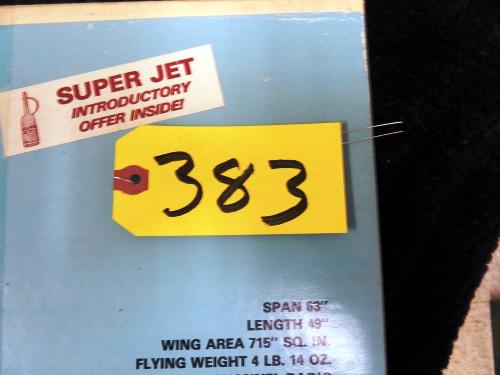 SUPER JET
INTRODUCTORY
OFFER INSIDE!
383
SPAN 63"
LENGTH 49"
WING AREA 715" SQ. IN.
FLYING WEIGHT 4 LB. 14 OZ.